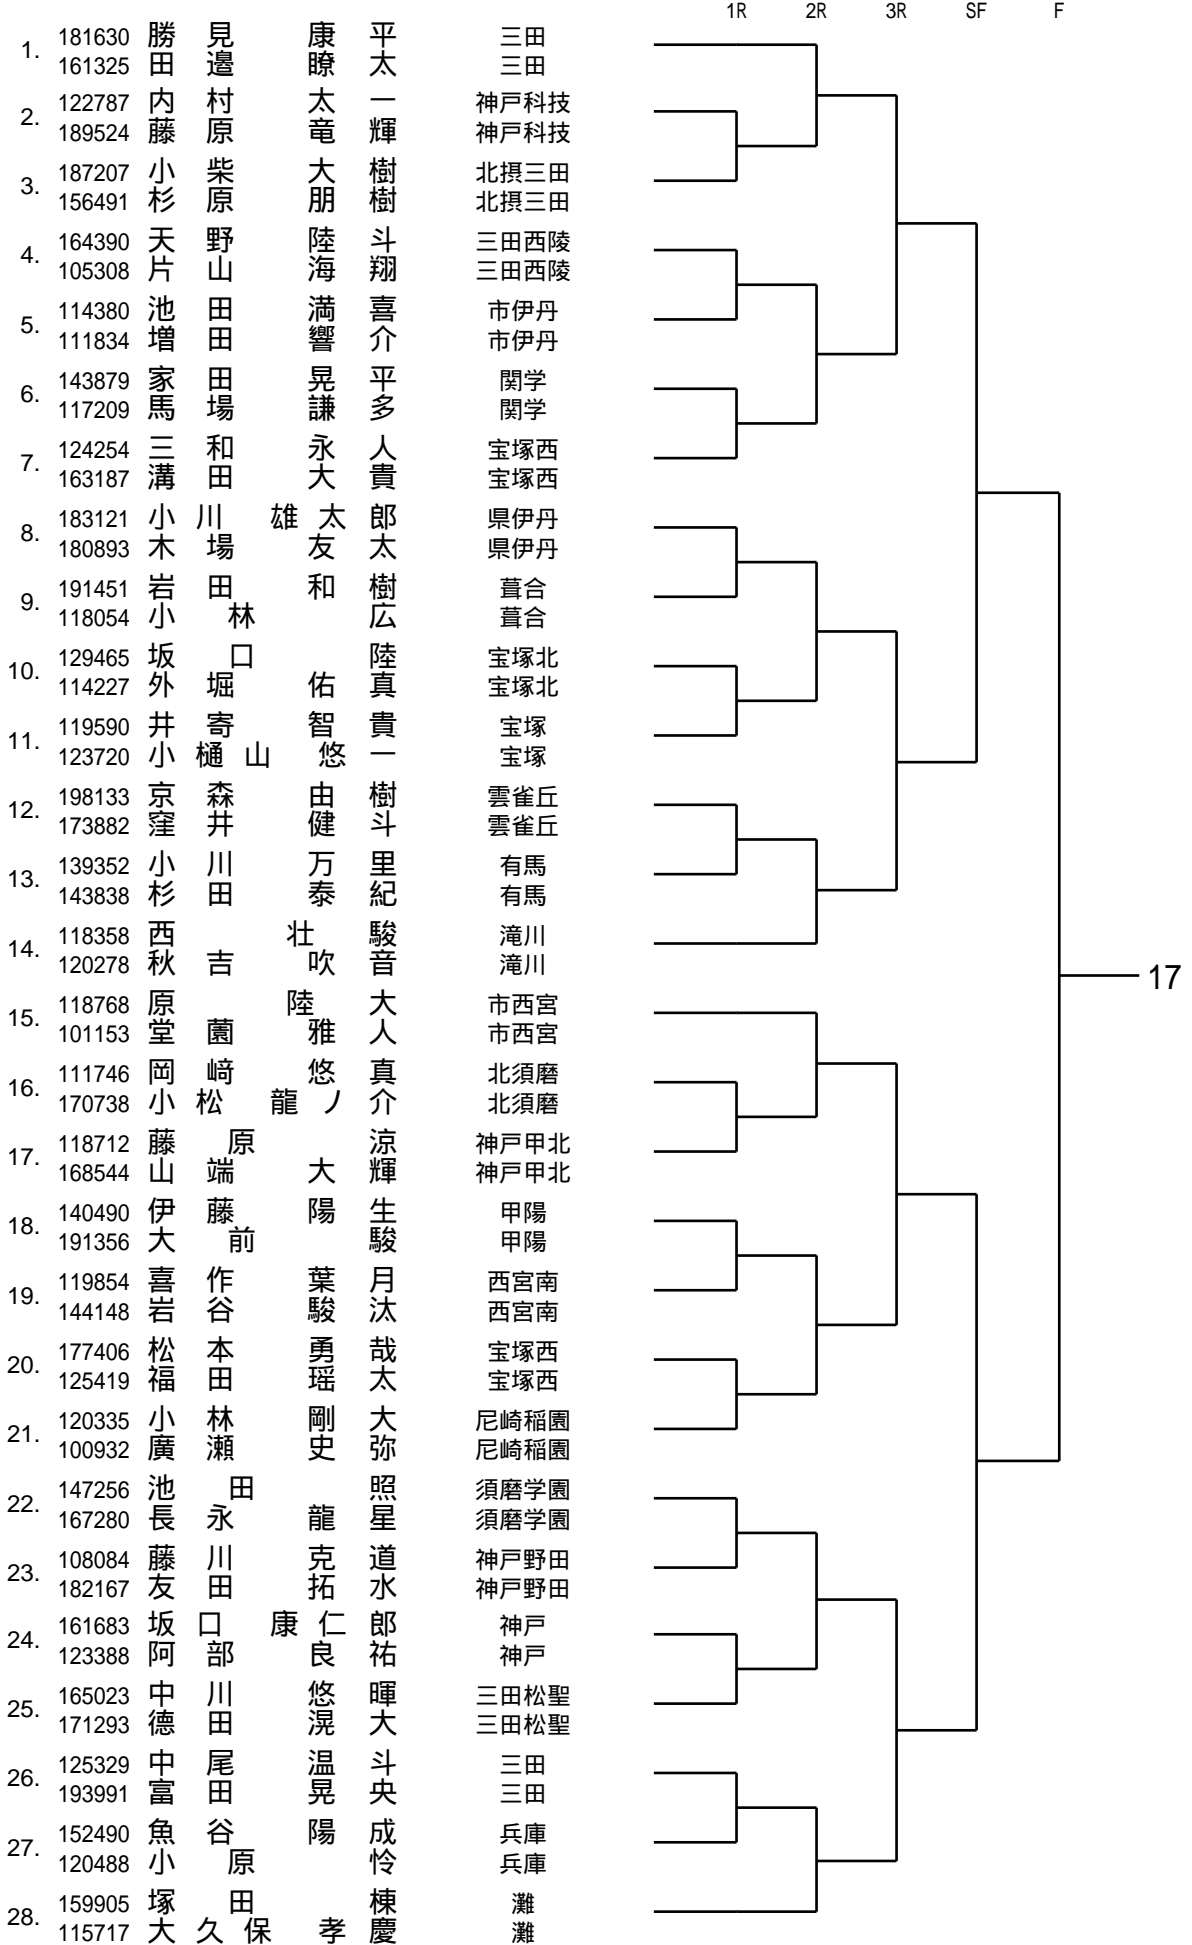 1R 2R 3R SF F
1. 181630 勝見 康平 三田
161325 田邉 瞭太 三田
2. 122787 内村 太一 神戸科技
189524 藤原 竜輝 神戸科技
3. 187207 小柴 大樹 北摂三田
156491 杉原 朋樹 北摂三田
4. 164390 天野 陸斗 三田西陵
105308 片山 海翔 三田西陵
5. 114380 池田 満喜 市伊丹
111834 増田 響介 市伊丹
6. 143879 家田 晃平 関学
117209 馬場 謙多 関学
7. 124254 三和 永人 宝塚西
163187 溝田 大貴 宝塚西
8. 183121 小川 雄太郎 県伊丹
180893 木場 友太 県伊丹
9. 191451 岩田 和樹 葺合
118054 小林 広 葺合
10. 129465 坂口 陸 宝塚北
114227 外堀 佑真 宝塚北
11. 119590 井寄 智貴 宝塚
123720 小樋山 悠一 宝塚
12. 198133 京森 由樹 雲雀丘
173882 窪井 健斗 雲雀丘
13. 139352 小川 万里 有馬
143838 杉田 泰紀 有馬
14. 118358 西 壮駿 滝川
120278 秋吉 吹音 滝川
17
15. 118768 原 陸大 市西宮
101153 堂薗 雅人 市西宮
16. 111746 岡﨑 悠真 北須磨
170738 小松 龍ノ介 北須磨
17. 118712 藤原 涼 神戸甲北
168544 山端 大輝 神戸甲北
18. 140490 伊藤 陽生 甲陽
191356 大前 駿 甲陽
19. 119854 喜作 葉月 西宮南
144148 岩谷 駿汰 西宮南
20. 177406 松本 勇哉 宝塚西
125419 福田 瑶太 宝塚西
21. 120335 小林 剛大 尼崎稲園
100932 廣瀬 史弥 尼崎稲園
22. 147256 池田 照 須磨学園
167280 長永 龍星 須磨学園
23. 108084 藤川 克道 神戸野田
182167 友田 拓水 神戸野田
24. 161683 坂口 康仁郎 神戸
123388 阿部 良祐 神戸
25. 165023 中川 悠暉 三田松聖
171293 德田 滉大 三田松聖
26. 125329 中尾 温斗 三田
193991 富田 晃央 三田
27. 152490 魚谷 陽成 兵庫
120488 小原 怜 兵庫
28. 159905 塚田 棟 灘
115717 大久保 孝慶 灘